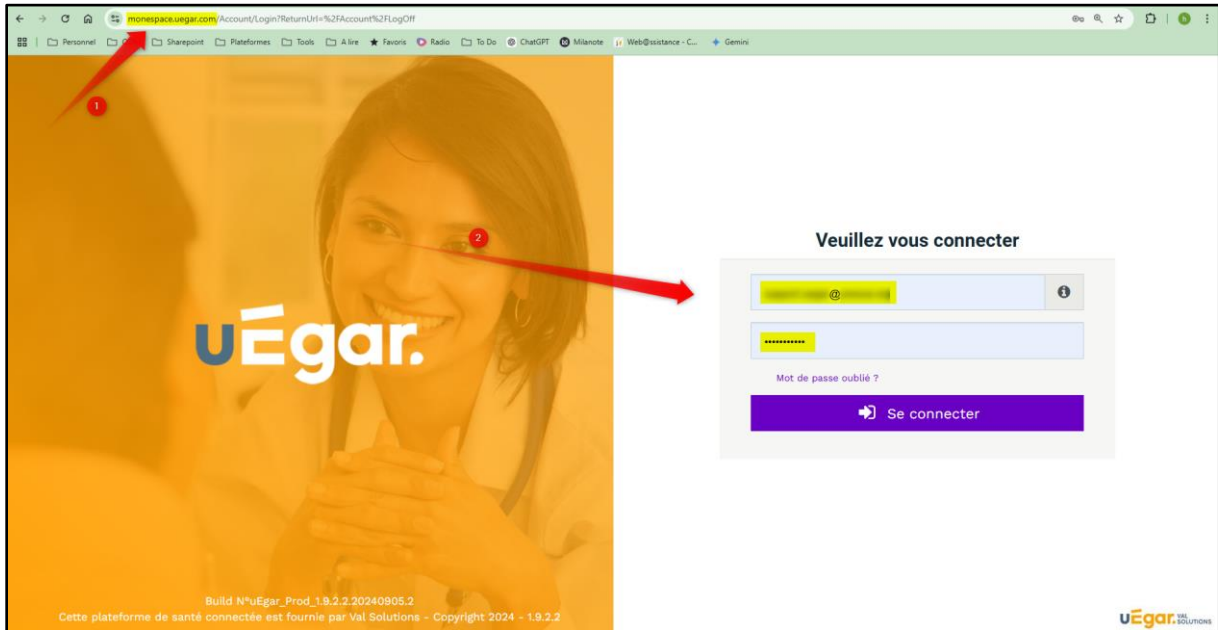 monespace.uegar.com/Account/Login?ReturnUrl=%2FAccount%2FLogOff
Personnel
Sharepoint
Plateformes
Tools
A lire
Favoris
Radio
To Do
ChatGPT
Milanote
Web@ssistance - C...
Gemini
1
2
uÉgar.
Veuillez vous connecter
@
Mot de passe oublié ?
Se connecter
Build N°uEgar_Prod_1.9.2.2.20240905.2
Cette plateforme de santé connectée est fournie par Val Solutions - Copyright 2024 - 1.9.2.2
uÉgar. VAL SOLUTIONS